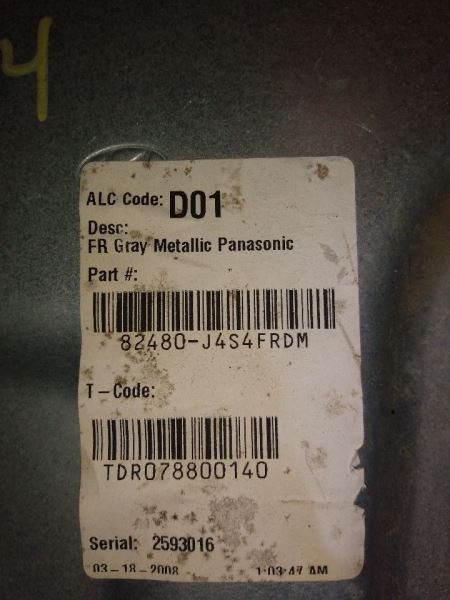 4
ALC Code: D01
Desc:
FR Gray Metallic Panasonic
Part #:
82480-J4S4FRDM
T-Code:
TDR078800140
Serial: 2593016
03-18-2008 1:03:47 AM